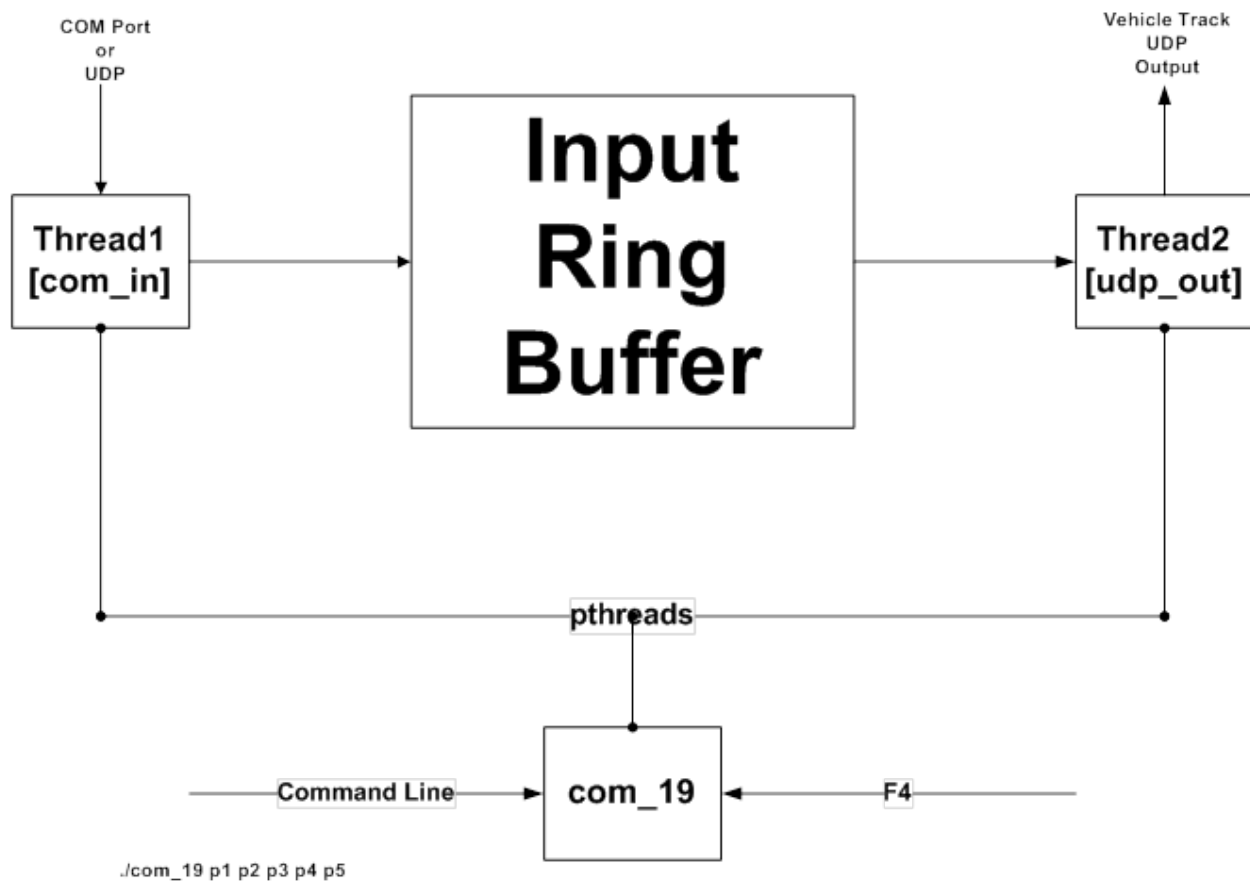 COM Port
or
UDP
Vehicle Track
UDP
Output
Input
Ring
Buffer
Thread1
[com_in]
Thread2
[udp_out]
pthreads
Command Line
com_19
F4
./com_19 p1 p2 p3 p4 p5